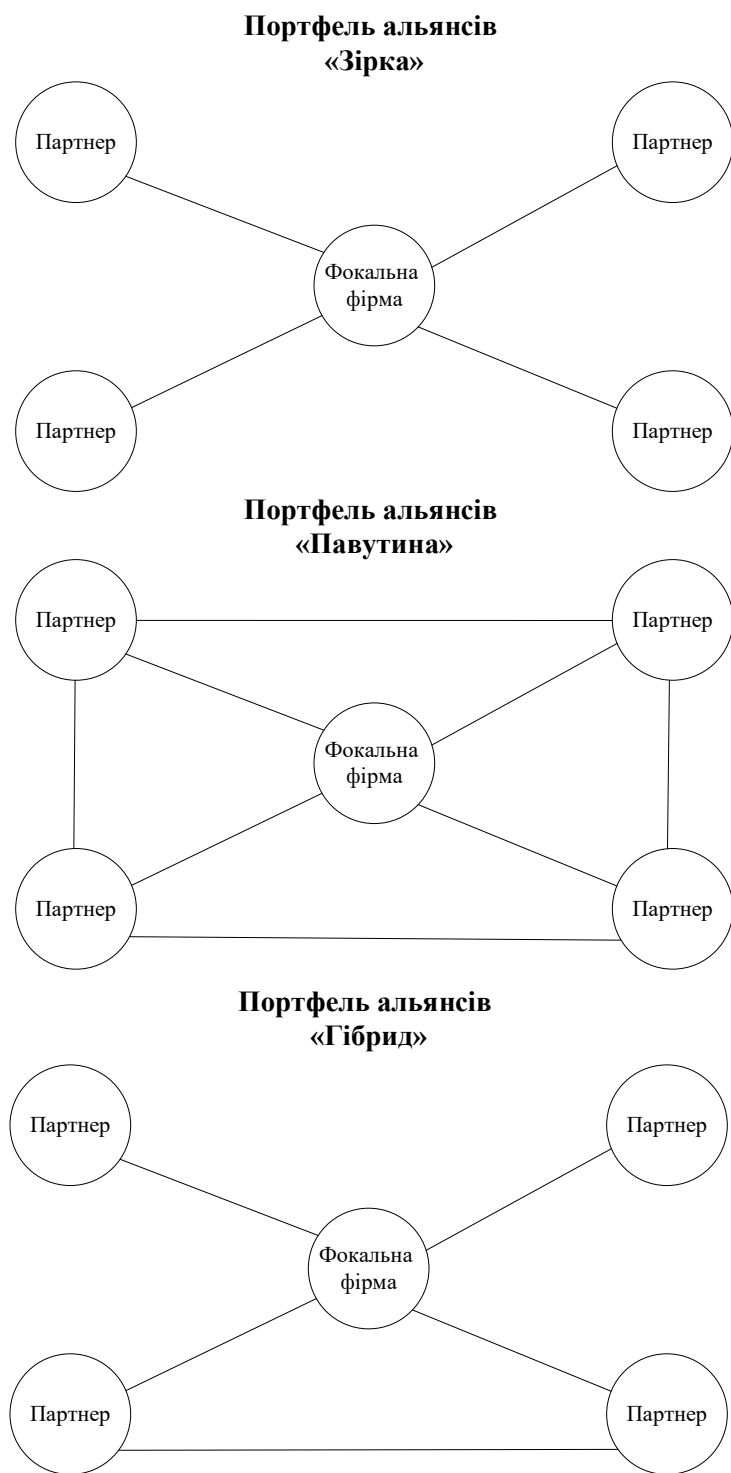 Портфель альянсів
«Зірка»
Партнер
Партнер
Фокальна
фірма
Партнер
Партнер
Портфель альянсів
«Павутина»
Партнер
Партнер
Фокальна
фірма
Партнер
Партнер
Портфель альянсів
«Гібрид»
Партнер
Партнер
Фокальна
фірма
Партнер
Партнер